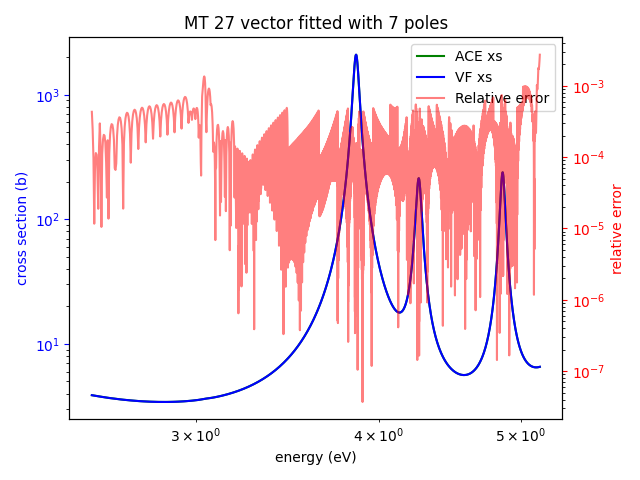 MT 27 vector fitted with 7 poles
ACE xs
VF xs
Relative error
cross section (b)
10³
10²
10¹
relative error
10⁻³
10⁻⁴
10⁻⁵
10⁻⁶
10⁻⁷
3 × 10⁰
4 × 10⁰
5 × 10⁰
energy (eV)